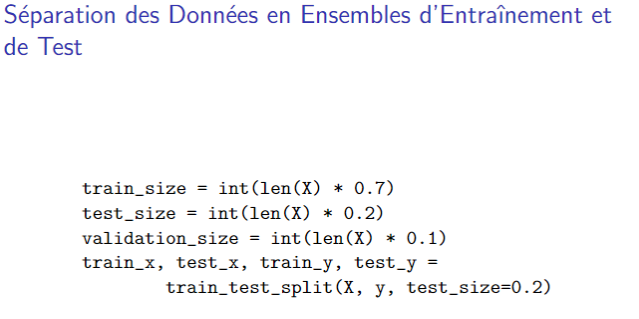 Séparation des Données en Ensembles d'Entraînement et
de Test
train_size = int(len(X) * 0.7)
test_size = int(len(X) * 0.2)
validation_size = int(len(X) * 0.1)
train_x, test_x, train_y, test_y =
train_test_split(X, y, test_size=0.2)